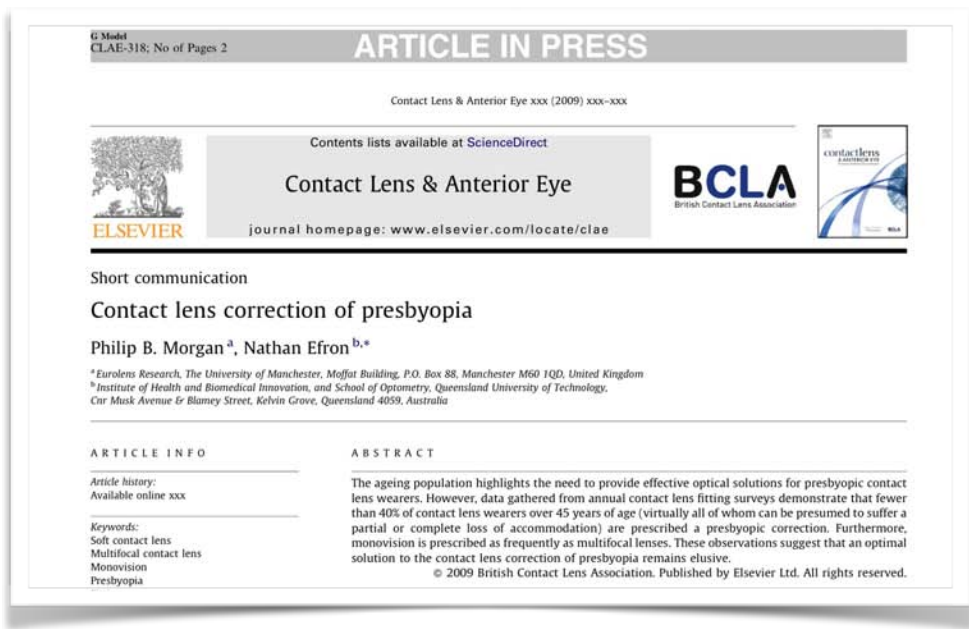 G Model
CLAE-318; No of Pages 2
ARTICLE IN PRESS
Contact Lens & Anterior Eye xxx (2009) xxx–xxx
ELSEVIER
Contents lists available at ScienceDirect
Contact Lens & Anterior Eye
journal homepage: www.elsevier.com/locate/clae
BCLA
British Contact Lens Association
contactlens
& ANTERIOR EYE
BCLA
Short communication
Contact lens correction of presbyopia
Philip B. Morgan a, Nathan Efron b,*
a Eurolens Research, The University of Manchester, Moffat Building, P.O. Box 88, Manchester M60 1QD, United Kingdom
b Institute of Health and Biomedical Innovation, and School of Optometry, Queensland University of Technology,
Cnr Musk Avenue & Blamey Street, Kelvin Grove, Queensland 4059, Australia
ARTICLE INFO
Article history:
Available online xxx
Keywords:
Soft contact lens
Multifocal contact lens
Monovision
Presbyopia
ABSTRACT
The ageing population highlights the need to provide effective optical solutions for presbyopic contact
lens wearers. However, data gathered from annual contact lens fitting surveys demonstrate that fewer
than 40% of contact lens wearers over 45 years of age (virtually all of whom can be presumed to suffer a
partial or complete loss of accommodation) are prescribed a presbyopic correction. Furthermore,
monovision is prescribed as frequently as multifocal lenses. These observations suggest that an optimal
solution to the contact lens correction of presbyopia remains elusive.
© 2009 British Contact Lens Association. Published by Elsevier Ltd. All rights reserved.